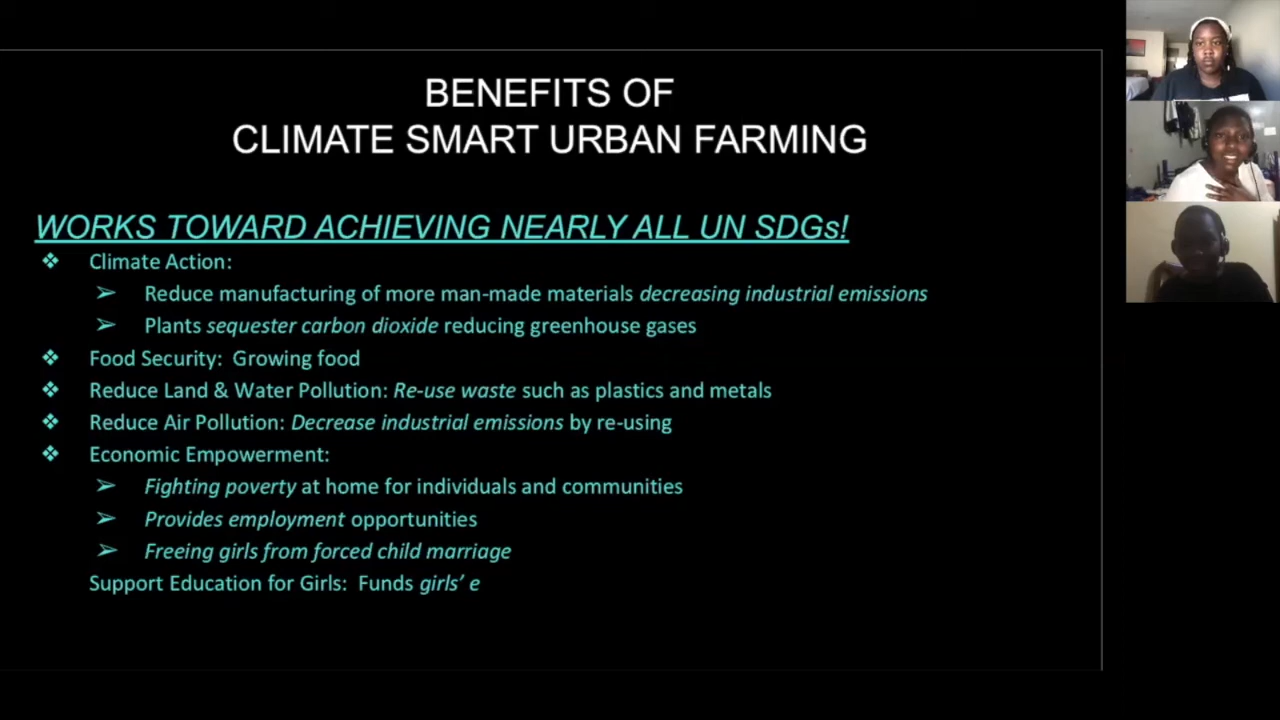 BENEFITS OF
CLIMATE SMART URBAN FARMING
WORKS TOWARD ACHIEVING NEARLY ALL UN SDGs!
❖ Climate Action:
➢ Reduce manufacturing of more man-made materials decreasing industrial emissions
➢ Plants sequester carbon dioxide reducing greenhouse gases
❖ Food Security: Growing food
❖ Reduce Land & Water Pollution: Re-use waste such as plastics and metals
❖ Reduce Air Pollution: Decrease industrial emissions by re-using
❖ Economic Empowerment:
➢ Fighting poverty at home for individuals and communities
➢ Provides employment opportunities
➢ Freeing girls from forced child marriage
Support Education for Girls: Funds girls' e